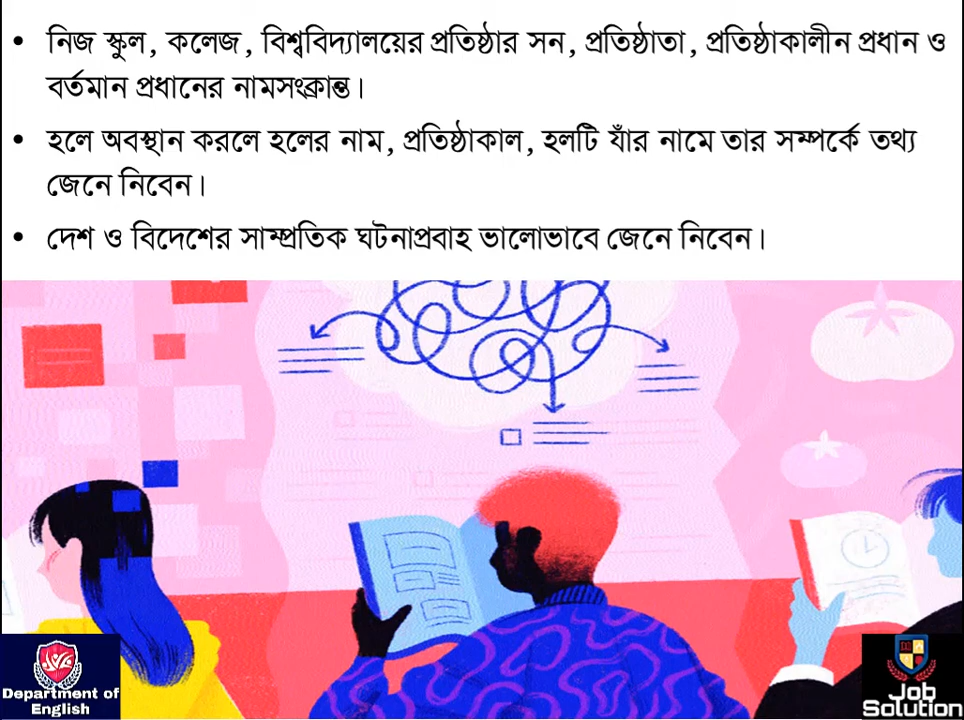 • নিজ স্কুল, কলেজ, বিশ্ববিদ্যালয়ের প্রতিষ্ঠার সন, প্রতিষ্ঠাতা, প্রতিষ্ঠাকালীন প্রধান ও
বর্তমান প্রধানের নামসংক্রান্ত।
• হলে অবস্থান করলে হলের নাম, প্রতিষ্ঠাকাল, হলটি যাঁর নামে তার সম্পর্কে তথ্য
জেনে নিবেন।
• দেশ ও বিদেশের সাম্প্রতিক ঘটনাপ্রবাহ ভালোভাবে জেনে নিবেন।
Department of
English
Job
Solution